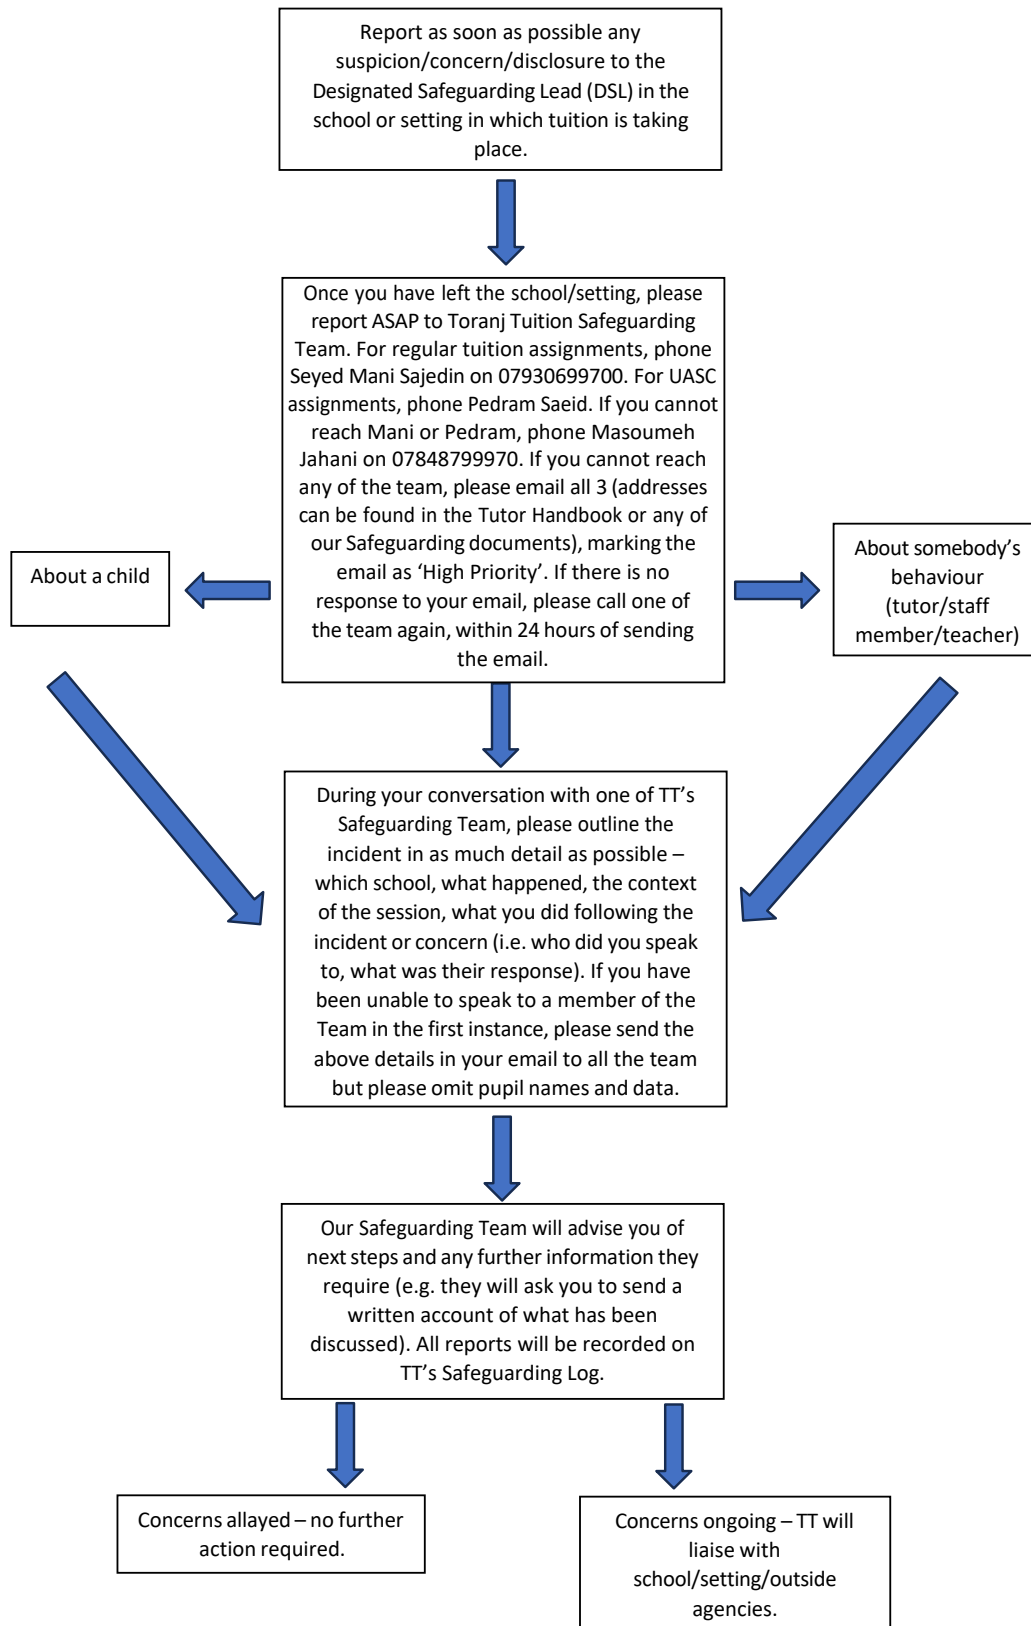 Report as soon as possible any
suspicion/concern/disclosure to the
Designated Safeguarding Lead (DSL) in the
school or setting in which tuition is taking
place.
Once you have left the school/setting, please
report ASAP to Toranj Tuition Safeguarding
Team. For regular tuition assignments, phone
Seyed Mani Sajedin on 07930699700. For UASC
assignments, phone Pedram Saeid. If you cannot
reach Mani or Pedram, phone Masoumeh
Jahani on 07848799970. If you cannot reach
any of the team, please email all 3 (addresses
can be found in the Tutor Handbook or any of
our Safeguarding documents), marking the
email as ‘High Priority’. If there is no
response to your email, please call one of
the team again, within 24 hours of sending
the email.
About a child
About somebody’s
behaviour
(tutor/staff
member/teacher)
During your conversation with one of TT’s
Safeguarding Team, please outline the
incident in as much detail as possible –
which school, what happened, the context
of the session, what you did following the
incident or concern (i.e. who did you speak
to, what was their response). If you have
been unable to speak to a member of the
Team in the first instance, please send the
above details in your email to all the team
but please omit pupil names and data.
Our Safeguarding Team will advise you of
next steps and any further information they
require (e.g. they will ask you to send a
written account of what has been
discussed). All reports will be recorded on
TT’s Safeguarding Log.
Concerns allayed – no further
action required.
Concerns ongoing – TT will
liaise with
school/setting/outside
agencies.